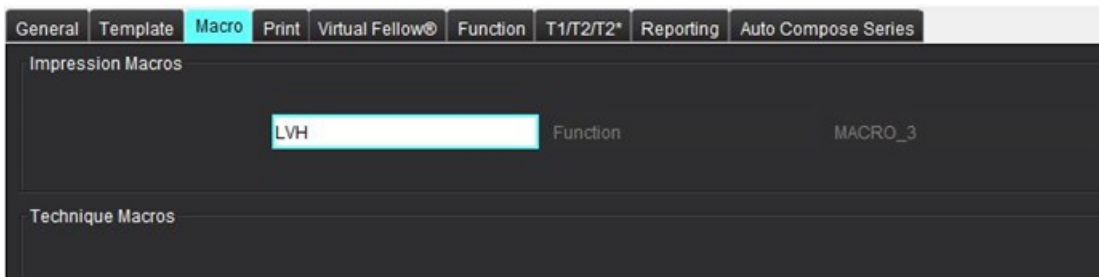 General Template Macro Print Virtual Fellow® Function T1/T2/T2* Reporting Auto Compose Series
Impression Macros
LVH Function MACRO_3
Technique Macros